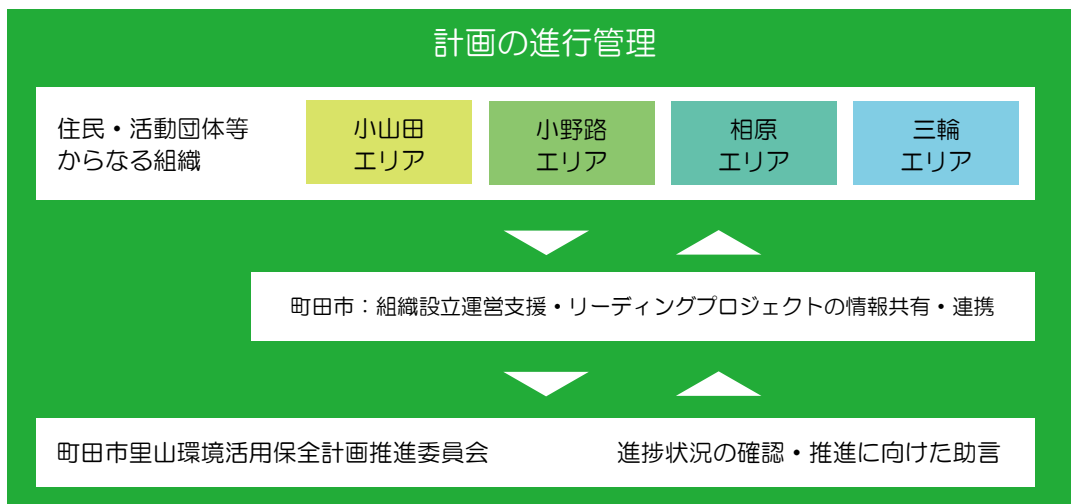 計画の進行管理
住民・活動団体等
からなる組織
小山田
エリア
小野路
エリア
相原
エリア
三輪
エリア
町田市：組織設立運営支援・リーディングプロジェクトの情報共有・連携
町田市里山環境活用保全計画推進委員会 進捗状況の確認・推進に向けた助言